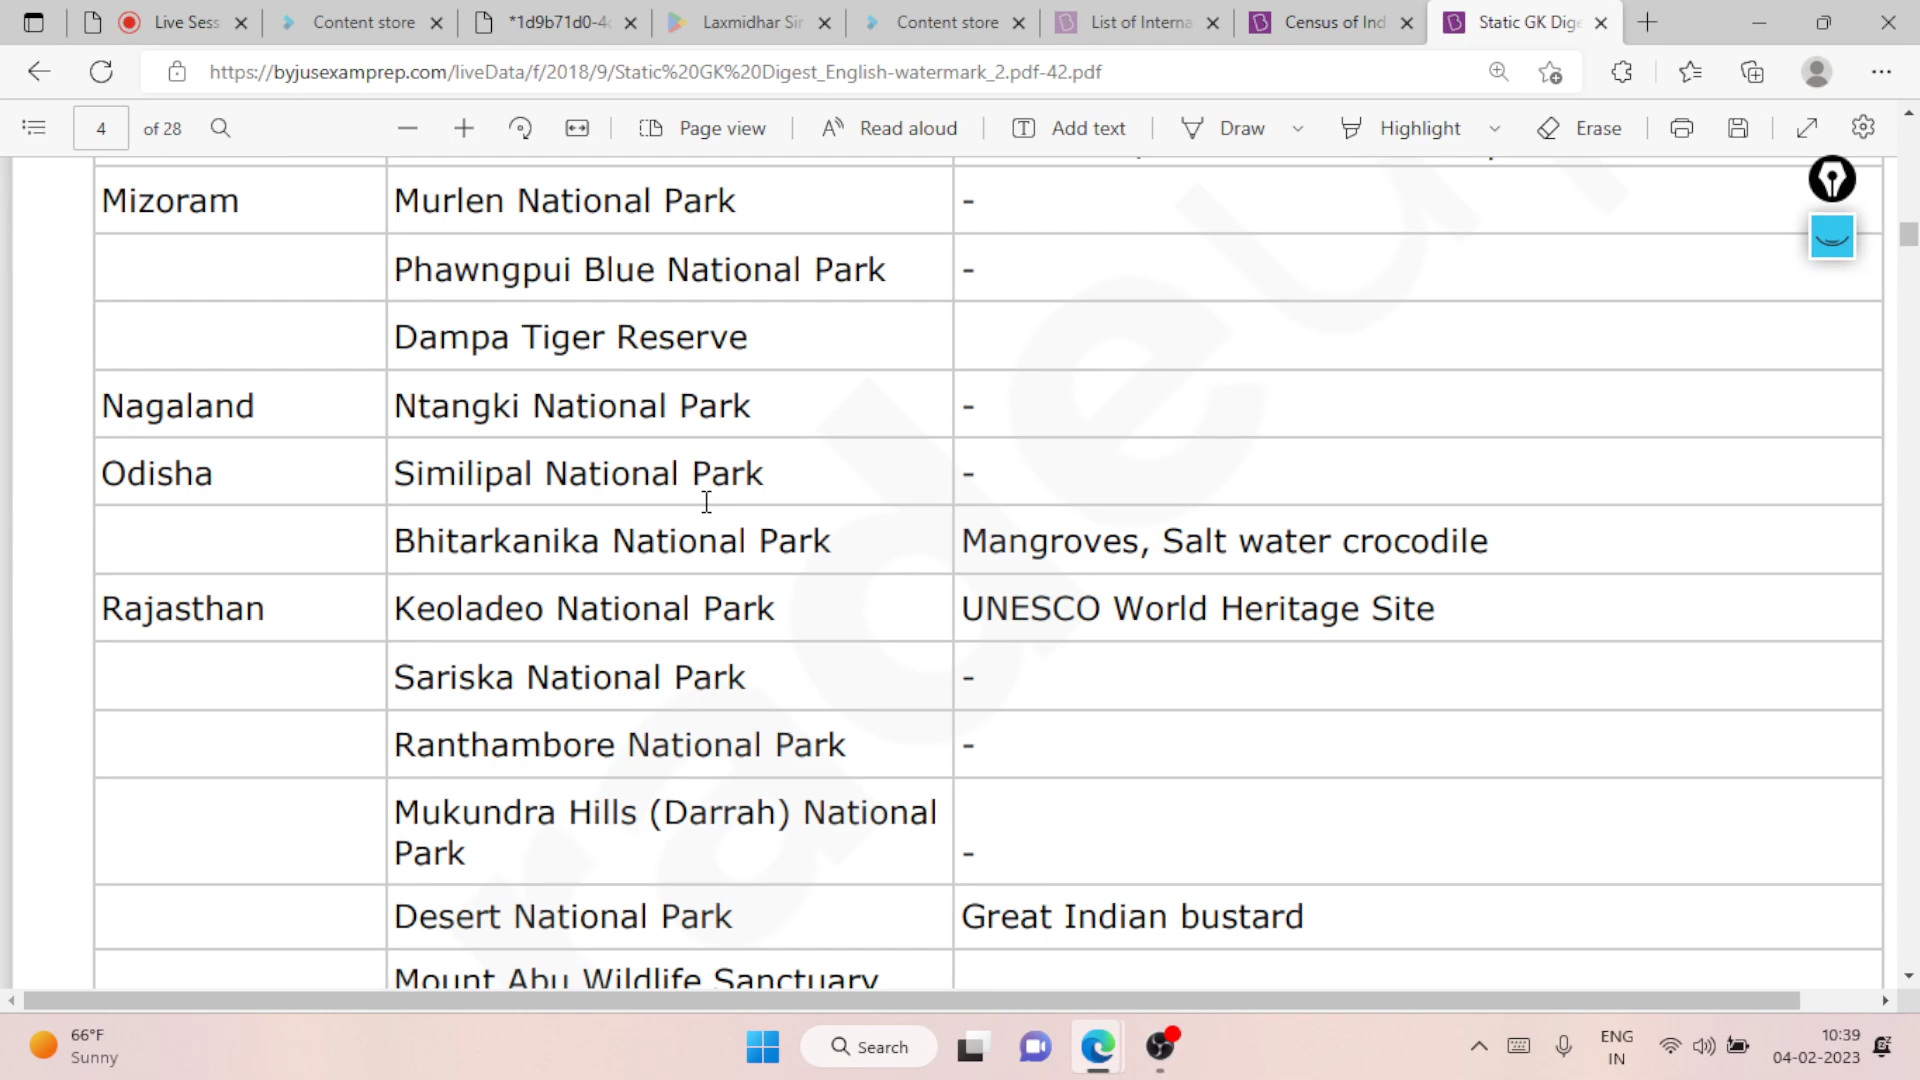 Live Sess
Content store
*1d9b71d0-4
Laxmidhar Sir
Content store
List of Interna
Census of Ind
Static GK Dige
https://byjusexamprep.com/liveData/f/2018/9/Static%20GK%20Digest_English-watermark_2.pdf-42.pdf
4 of 28
Page view
Read aloud
Add text
Draw
Highlight
Erase
Mizoram Murlen National Park -
Phawngpui Blue National Park -
Dampa Tiger Reserve
Nagaland Ntangki National Park -
Odisha Similipal National Park -
Bhitarkanika National Park Mangroves, Salt water crocodile
Rajasthan Keoladeo National Park UNESCO World Heritage Site
Sariska National Park -
Ranthambore National Park -
Mukundra Hills (Darrah) National
Park -
Desert National Park Great Indian bustard
Mount Abu Wildlife Sanctuary
66°F
Sunny
Search
ENG
IN
10:39
04-02-2023